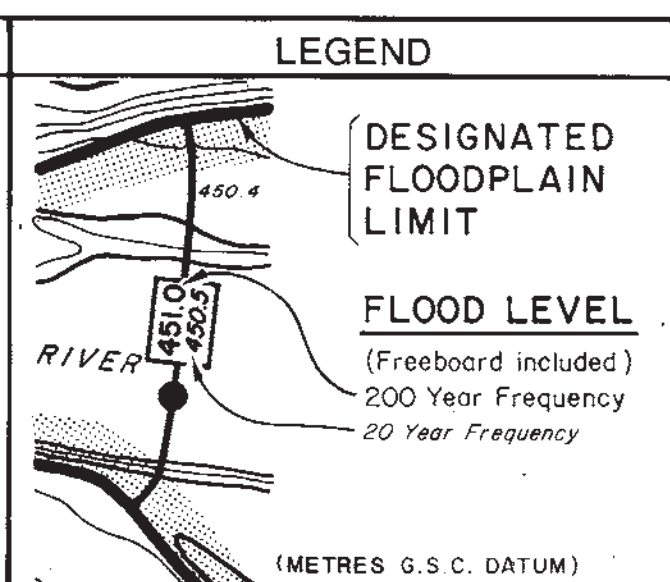 LEGEND
DESIGNATED
FLOODPLAIN
LIMIT
450.4
451.0
450.5
FLOOD LEVEL
(Freeboard included)
200 Year Frequency
20 Year Frequency
RIVER
(METRES G.S.C. DATUM)